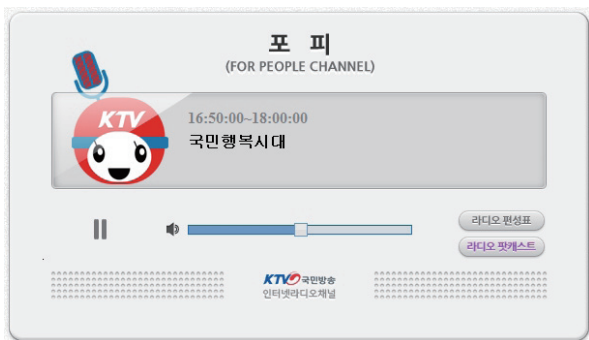 포 피
(FOR PEOPLE CHANNEL)
KTV
16:50:00~18:00:00
국민행복시대
라디오 편성표
라디오 팟캐스트
KTV 국민방송
인터넷라디오채널